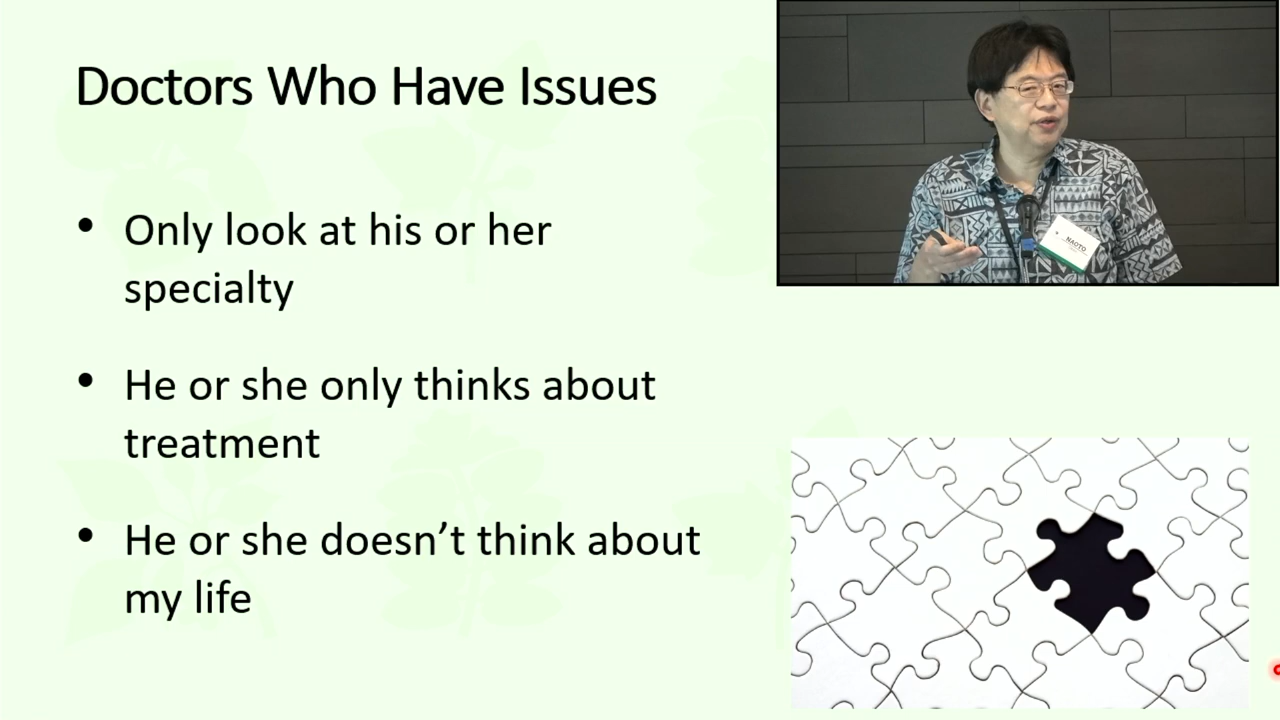 Doctors Who Have Issues
• Only look at his or her
specialty
• He or she only thinks about
treatment
• He or she doesn’t think about
my life
NAOTO